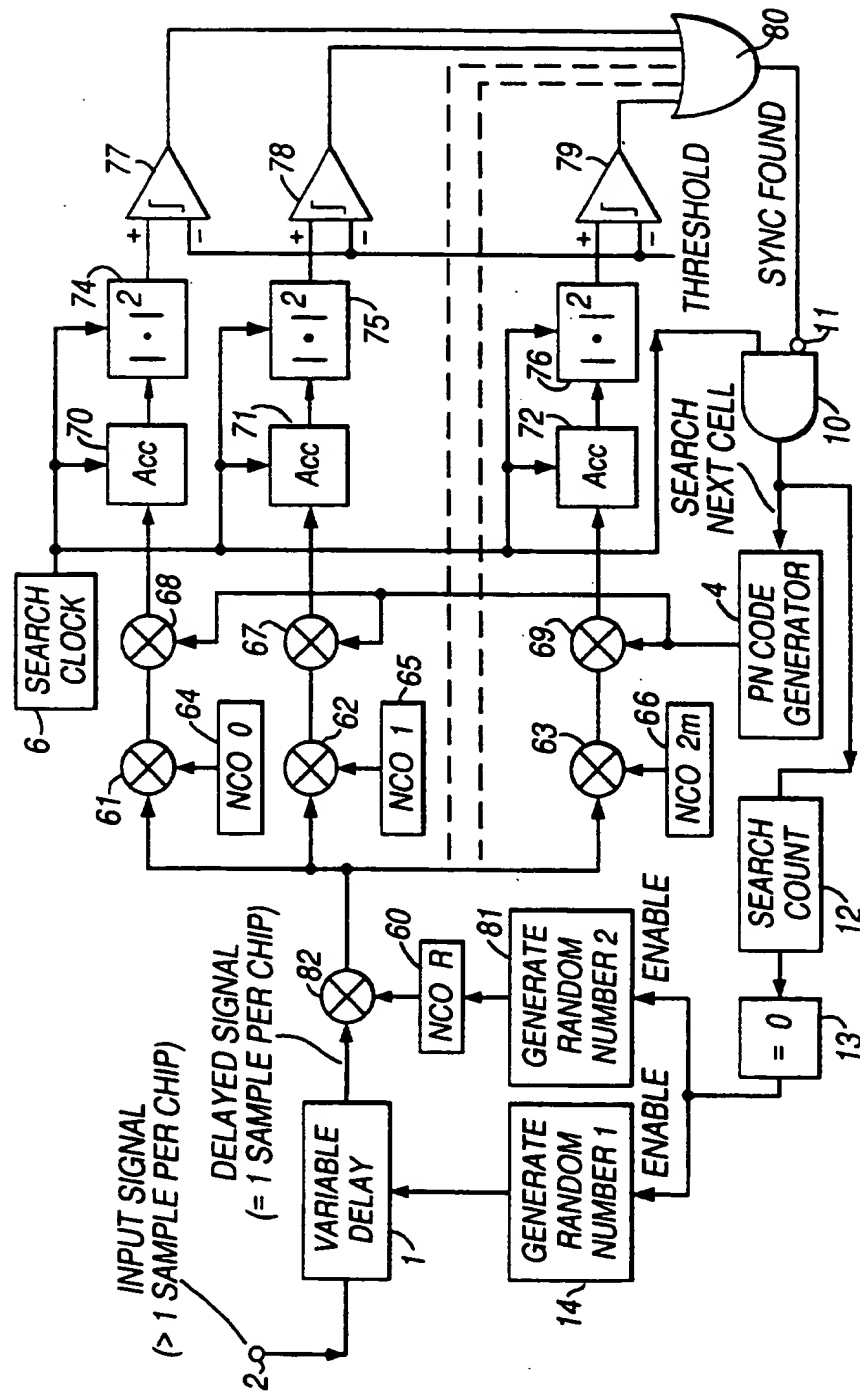 INPUT SIGNAL
(> 1 SAMPLE PER CHIP)
2
VARIABLE
DELAY
1
DELAYED SIGNAL
(= 1 SAMPLE PER CHIP)
82
60
NCO R
GENERATE
RANDOM
NUMBER 1
14
GENERATE
RANDOM
NUMBER 2
81
ENABLE
ENABLE
= 0
13
SEARCH
COUNT
12
6
SEARCH
CLOCK
61
64
NCO 0
68
70
Acc
74
| • |²
+
−
77
62
65
NCO 1
67
71
Acc
75
| • |²
+
−
78
63
66
NCO 2m
69
72
Acc
76
| • |²
+
−
79
THRESHOLD
80
SYNC FOUND
11
10
SEARCH
NEXT CELL
4
PN CODE
GENERATOR